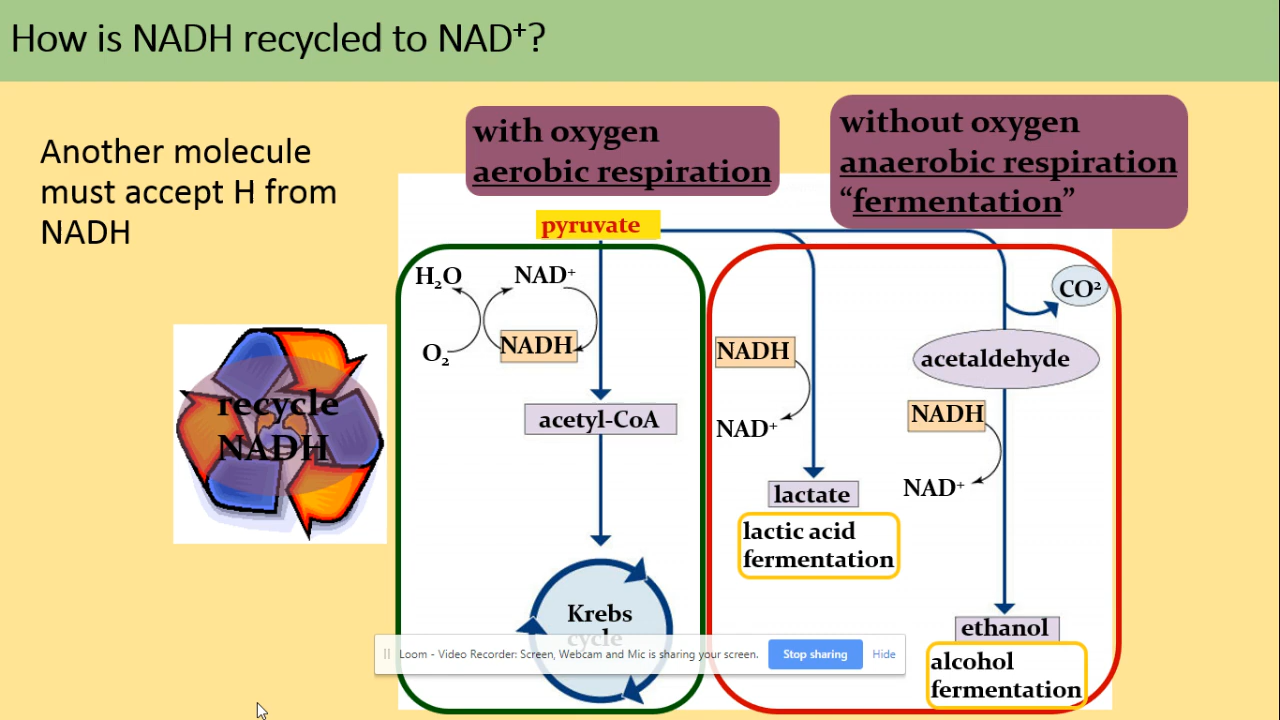 How is NADH recycled to NAD⁺?
Another molecule
must accept H from
NADH
with oxygen
aerobic respiration
without oxygen
anaerobic respiration
“fermentation”
recycle
NADH
pyruvate
H₂O
NAD⁺
O₂
NADH
acetyl-CoA
Krebs
cycle
NADH
NAD⁺
lactate
lactic acid
fermentation
CO²
acetaldehyde
NADH
NAD⁺
ethanol
alcohol
fermentation
Loom - Video Recorder: Screen, Webcam and Mic is sharing your screen.
Stop sharing
Hide